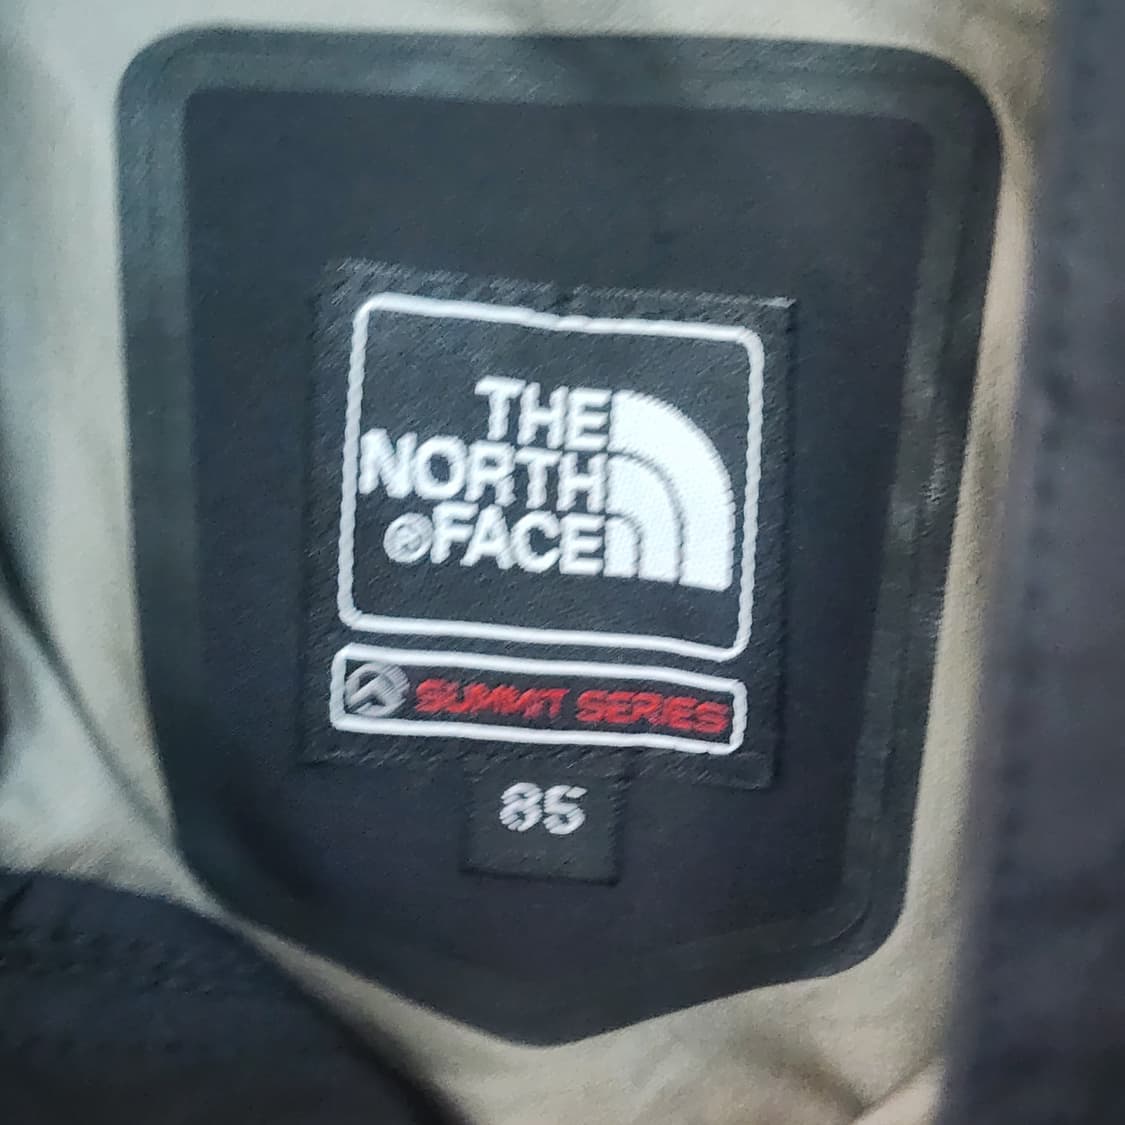 THE
NORTH
®FACE
SUMMIT SERIES
85